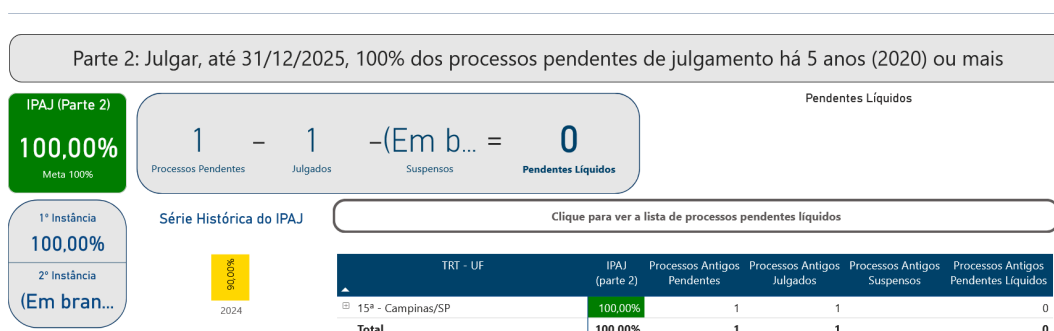 Parte 2: Julgar, até 31/12/2025, 100% dos processos pendentes de julgamento há 5 anos (2020) ou mais
IPAJ (Parte 2)
100,00%
Meta 100%
1 - 1 -(Em b... = 0
Processos Pendentes Julgados Suspensos Pendentes Líquidos
Pendentes Líquidos
1ª Instância
100,00%
2ª Instância
(Em bran...
Série Histórica do IPAJ
90,00%
2024
Clique para ver a lista de processos pendentes líquidos
TRT - UF IPAJ (parte 2) Processos Antigos Pendentes Processos Antigos Julgados Processos Antigos Suspensos Processos Antigos Pendentes Líquidos
15ª - Campinas/SP 100,00% 1 1 0
Total 100,00% 1 1 0